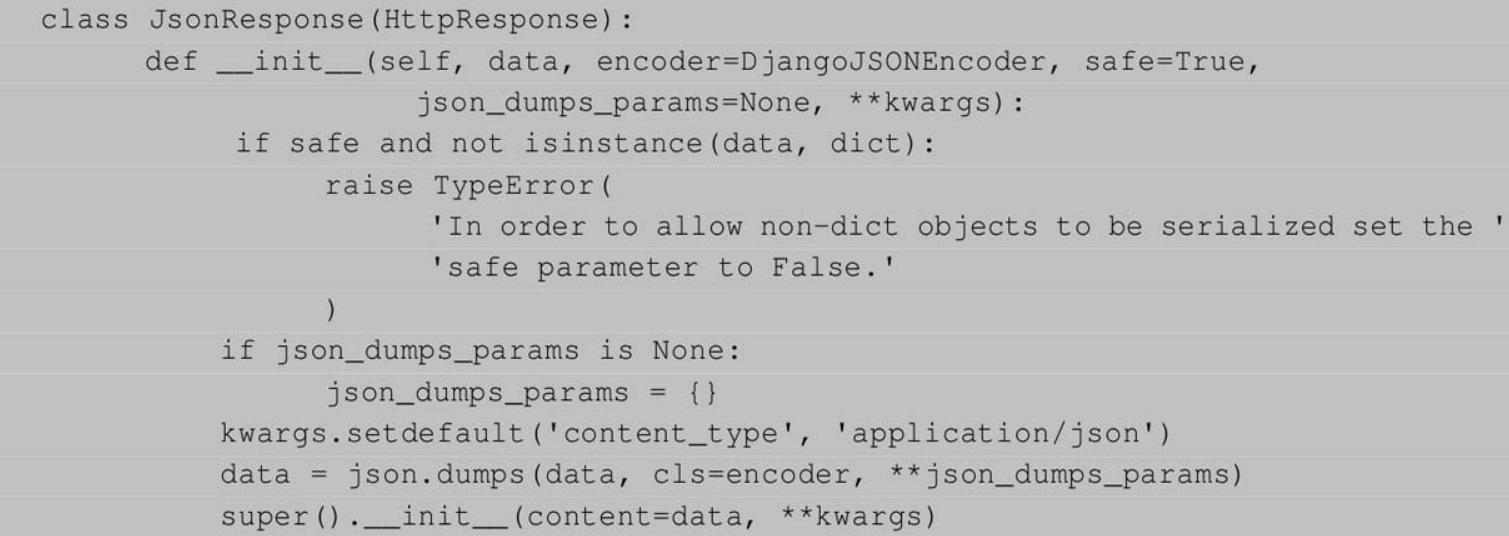 class JsonResponse(HttpResponse):
def __init__(self, data, encoder=DjangoJSONEncoder, safe=True,
json_dumps_params=None, **kwargs):
if safe and not isinstance(data, dict):
raise TypeError(
'In order to allow non-dict objects to be serialized set the '
'safe parameter to False.'
)
if json_dumps_params is None:
json_dumps_params = {}
kwargs.setdefault('content_type', 'application/json')
data = json.dumps(data, cls=encoder, **json_dumps_params)
super().__init__(content=data, **kwargs)